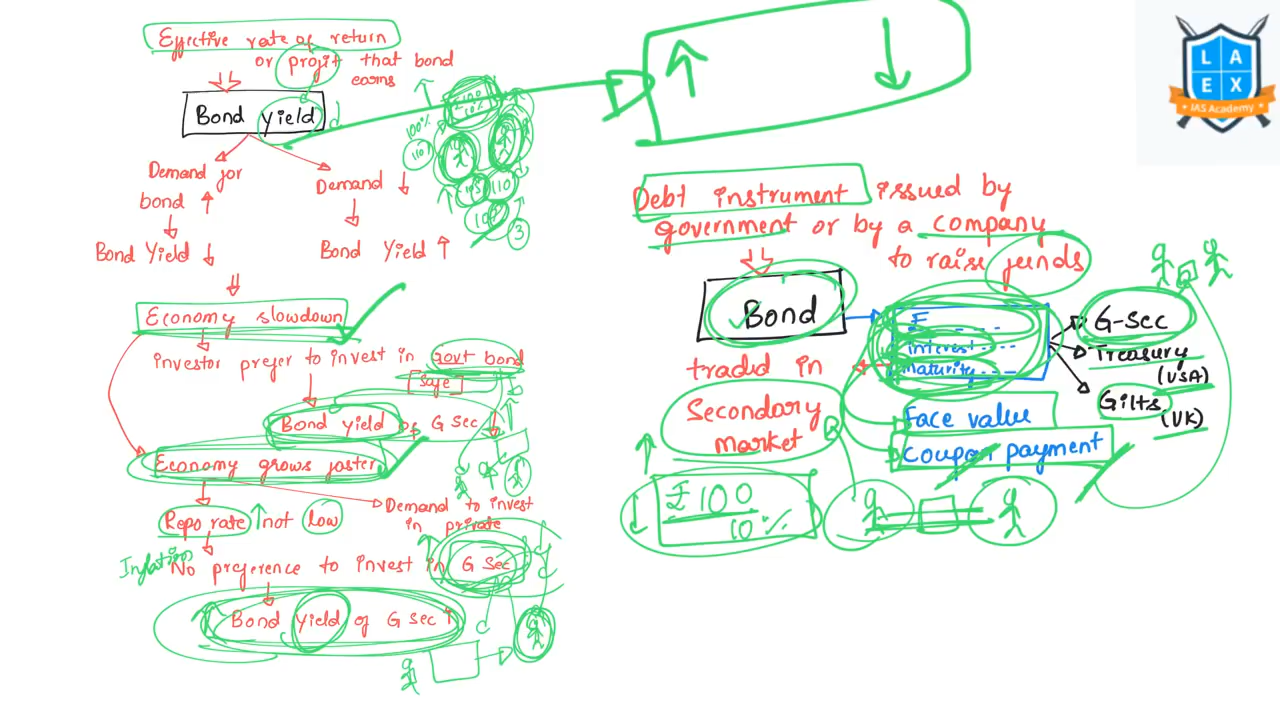 Effective rate of return
or profit that bond
earns
Bond yield
Demand for
bond ↑
Bond Yield ↓
Demand ↓
Bond Yield ↑
100%
110
110
3
Economy slowdown
investor prefer to invest in govt bond
safe
Bond yield of G Sec ↓
Economy grows faster
Demand to invest
in private
Repo rate ↑ not low
Inflation
No preference to invest in G Sec
Bond yield of G Sec ↑
L A
E X
IAS Academy
Debt instrument issued by
government or by a company
to raise funds
Bond
interest
maturity
G-Sec
Treasury
(USA)
Gilts
(UK)
traded in
Secondary
market
Face value
Coupon payment
₤100
10%